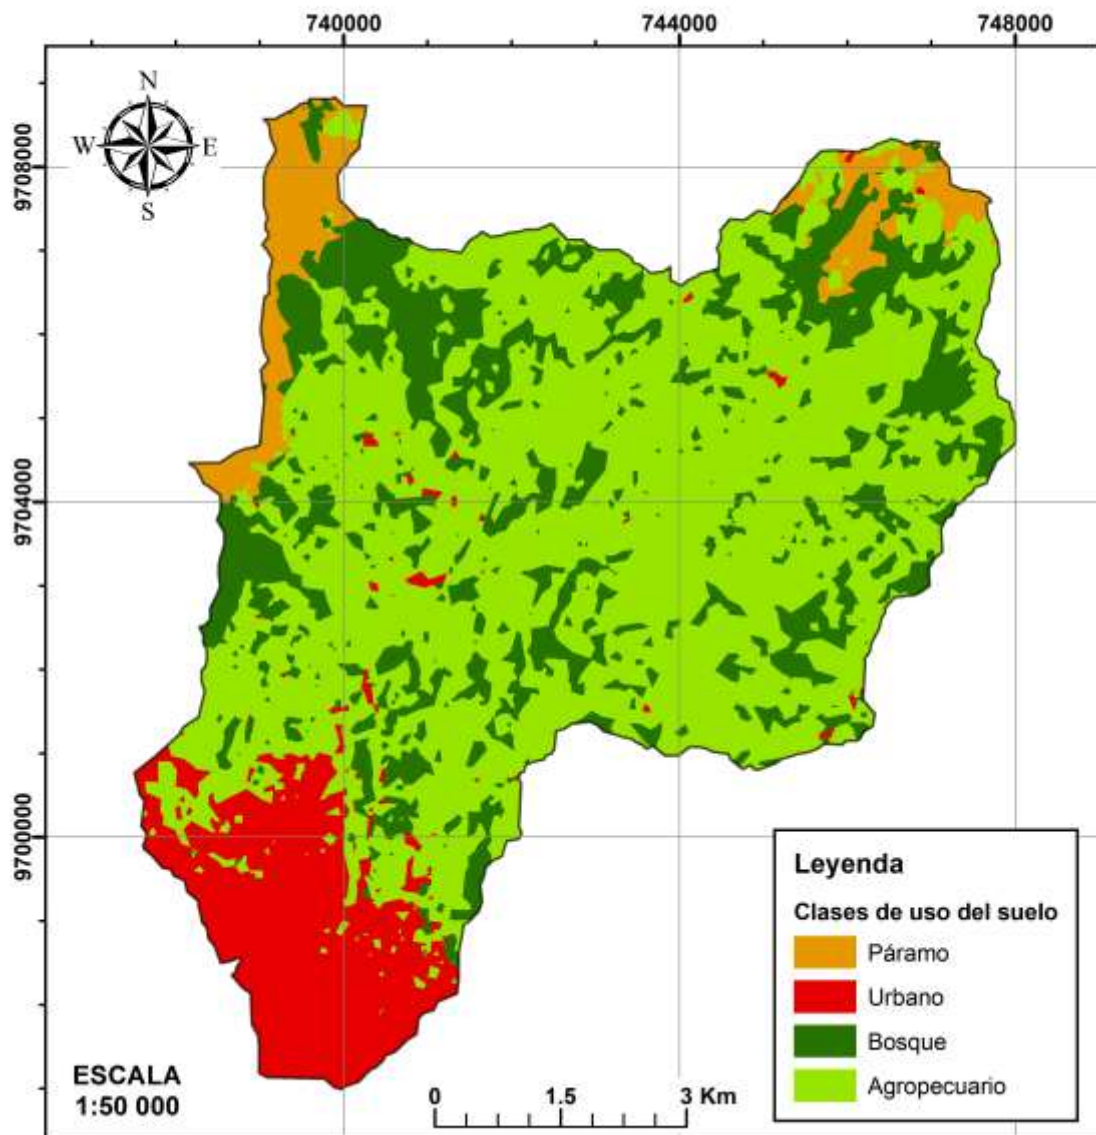 740000 744000 748000
N
W E
S
9708000
9704000
9700000
Leyenda
Clases de uso del suelo
Páramo
Urbano
Bosque
Agropecuario
ESCALA
1:50 000
0 1.5 3 Km